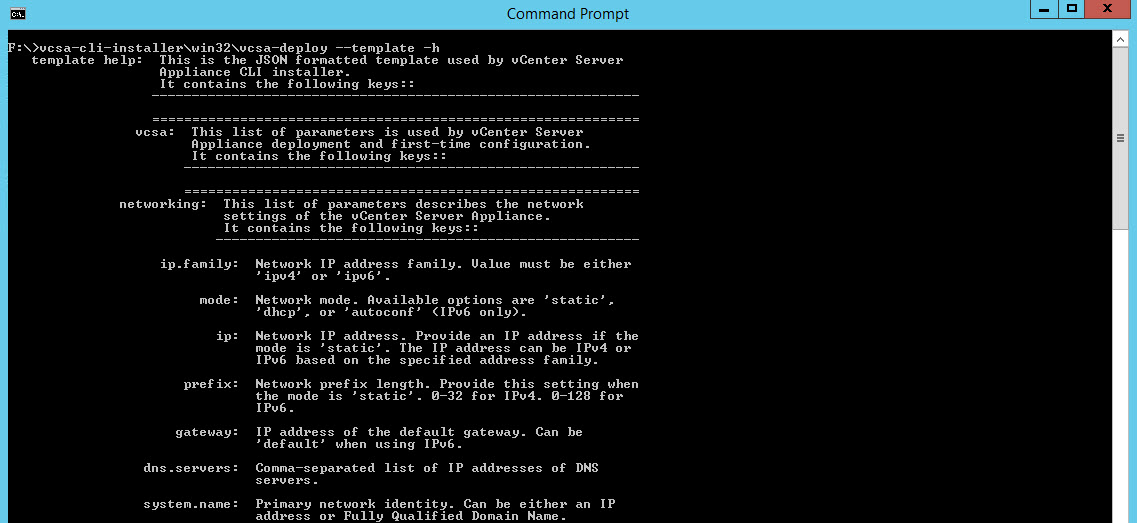 Command Prompt
F:\>vcsa-cli-installer\win32\vcsa-deploy --template -h
template help: This is the JSON formatted template used by vCenter Server
Appliance CLI installer.
It contains the following keys::
vcsa: This list of parameters is used by vCenter Server
Appliance deployment and first-time configuration.
It contains the following keys::
networking: This list of parameters describes the network
settings of the vCenter Server Appliance.
It contains the following keys::
ip.family: Network IP address family. Value must be either
'ipv4' or 'ipv6'.
mode: Network mode. Available options are 'static',
'dhcp', or 'autoconf' (IPv6 only).
ip: Network IP address. Provide an IP address if the
mode is 'static'. The IP address can be IPv4 or
IPv6 based on the specified address family.
prefix: Network prefix length. Provide this setting when
the mode is 'static'. 0-32 for IPv4. 0-128 for
IPv6.
gateway: IP address of the default gateway. Can be
'default' when using IPv6.
dns.servers: Comma-separated list of IP addresses of DNS
servers.
system.name: Primary network identity. Can be either an IP
address or Fully Qualified Domain Name.